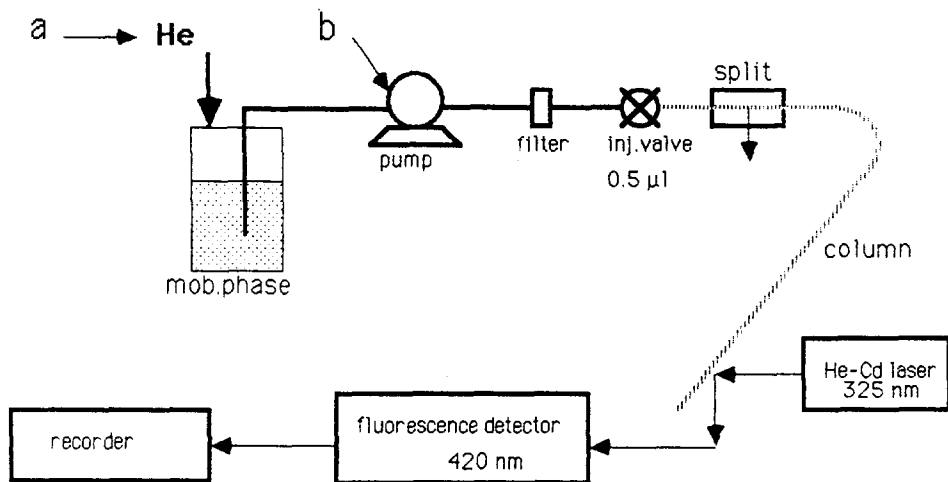 a
He
b
split
pump
filter
inj.valve
0.5 µl
mob.phase
column
He-Cd laser
325 nm
fluorescence detector
420 nm
recorder